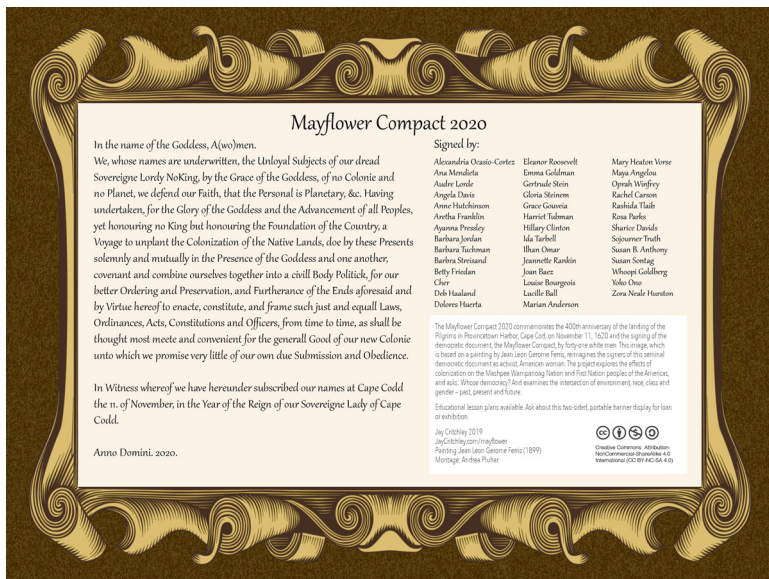 Mayflower Compact 2020
In the name of the Goddess, A(wo)men.
We, whose names are underwritten, the Unloyal Subjects of our dread
Sovereigne Lordy NoKing, by the Grace of the Goddess, of no Colonie and
no Planet, we defend our Faith, that the Personal is Planetary, &c. Having
undertaken, for the Glory of the Goddess and the Advancement of all Peoples,
yet honouring no King but honouring the Foundation of the Country, a
Voyage to unplant the Colonization of the Native Lands, doe by these Presents
solemnly and mutually in the Presence of the Goddess and one another,
covenant and combine ourselves together into a civill Body Politick, for our
better Ordering and Preservation, and Furtherance of the Ends aforesaid and
by Virtue hereof to enacte, constitute, and frame such just and equall Laws,
Ordinances, Acts, Constitutions and Officers, from time to time, as shall be
thought most meete and convenient for the generall Good of our new Colonie
unto which we promise very little of our own due Submission and Obedience.
In Witness whereof we have hereunder subscribed our names at Cape Codd
the 11. of November, in the Year of the Reign of our Sovereigne Lady of Cape
Codd.
Anno Domini. 2020.
Signed by:
Alexandria Ocasio-Cortez
Ana Mendieta
Audre Lorde
Angela Davis
Anne Hutchinson
Aretha Franklin
Ayanna Pressley
Barbara Jordan
Barbara Tuchman
Barbra Streisand
Betty Friedan
Cher
Deb Haaland
Dolores Huerta
Eleanor Roosevelt
Emma Goldman
Gertrude Stein
Gloria Steinem
Grace Gouveia
Harriet Tubman
Hillary Clinton
Ida Tarbell
Ilhan Omar
Jeannette Rankin
Joan Baez
Louise Bourgeois
Lucille Ball
Marian Anderson
Mary Heaton Vorse
Maya Angelou
Oprah Winfrey
Rachel Carson
Rashida Tlaib
Rosa Parks
Sharice Davids
Sojourner Truth
Susan B. Anthony
Susan Sontag
Whoopi Goldberg
Yoko Ono
Zora Neale Hurston
The Mayflower Compact 2020 commemorates the 400th anniversary of the landing of the
Pilgrims in Provincetown Harbor, Cape Cod, on November 11, 1620 and the signing of the
democratic document, the Mayflower Compact, by forty-one white men. This image, which
is based on a painting by Jean Leon Gerome Ferris, reimagines the signers of this seminal
democratic document as activist, American woman. The project explores the effects of
colonization on the Mashpee Wampanoag Nation and First Nation peoples of the Americas,
and asks: Whose democracy? And examines the intersection of environment, race, class and
gender – past, present and future.
Educational lesson plans available. Ask about this two-sided, portable banner display for loan
or exhibition.
Jay Critchley 2019
JayCritchley.com/mayflower
Painting: Jean Leon Gerome Ferris (1899)
Montage: Andrea Pluhar
cc
Creative Commons: Attribution-
NonCommercial-ShareAlike 4.0
International (CC BY-NC-SA 4.0)